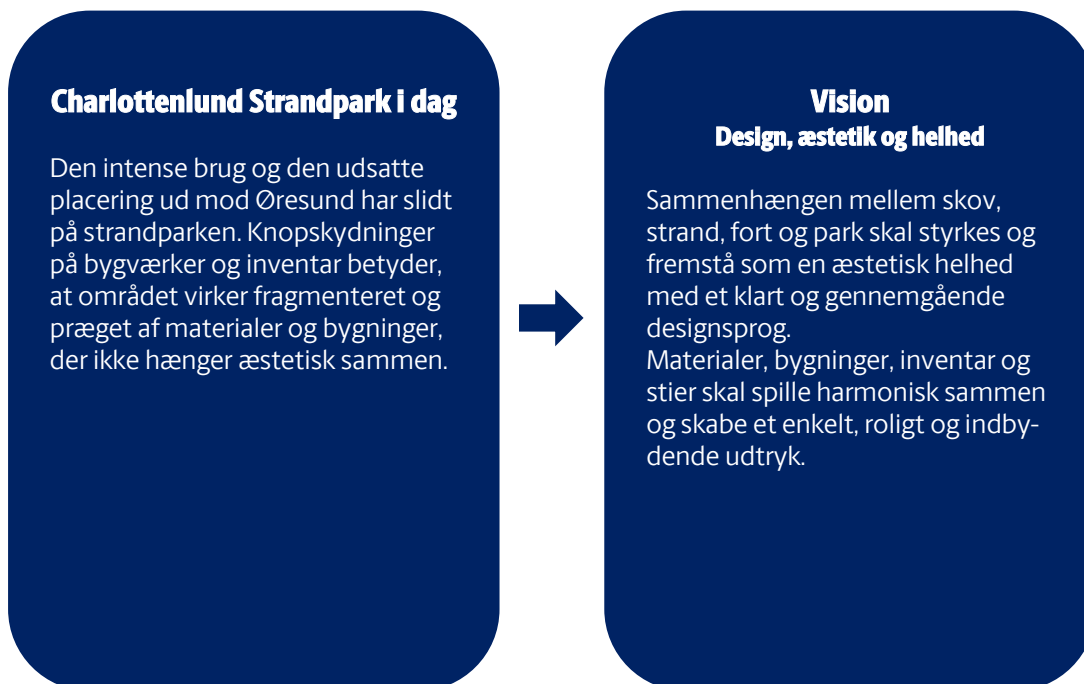 Charlottenlund Strandpark i dag
Den intense brug og den udsatte
placering ud mod Øresund har slidt
på strandparken. Knopskydninger
på bygværker og inventar betyder,
at området virker fragmenteret og
præget af materialer og bygninger,
der ikke hænger æstetisk sammen.
Vision
Design, æstetik og helhed
Sammenhængen mellem skov,
strand, fort og park skal styrkes og
fremstå som en æstetisk helhed
med et klart og gennemgående
designsprog.
Materialer, bygninger, inventar og
stier skal spille harmonisk sammen
og skabe et enkelt, roligt og indby-
dende udtryk.